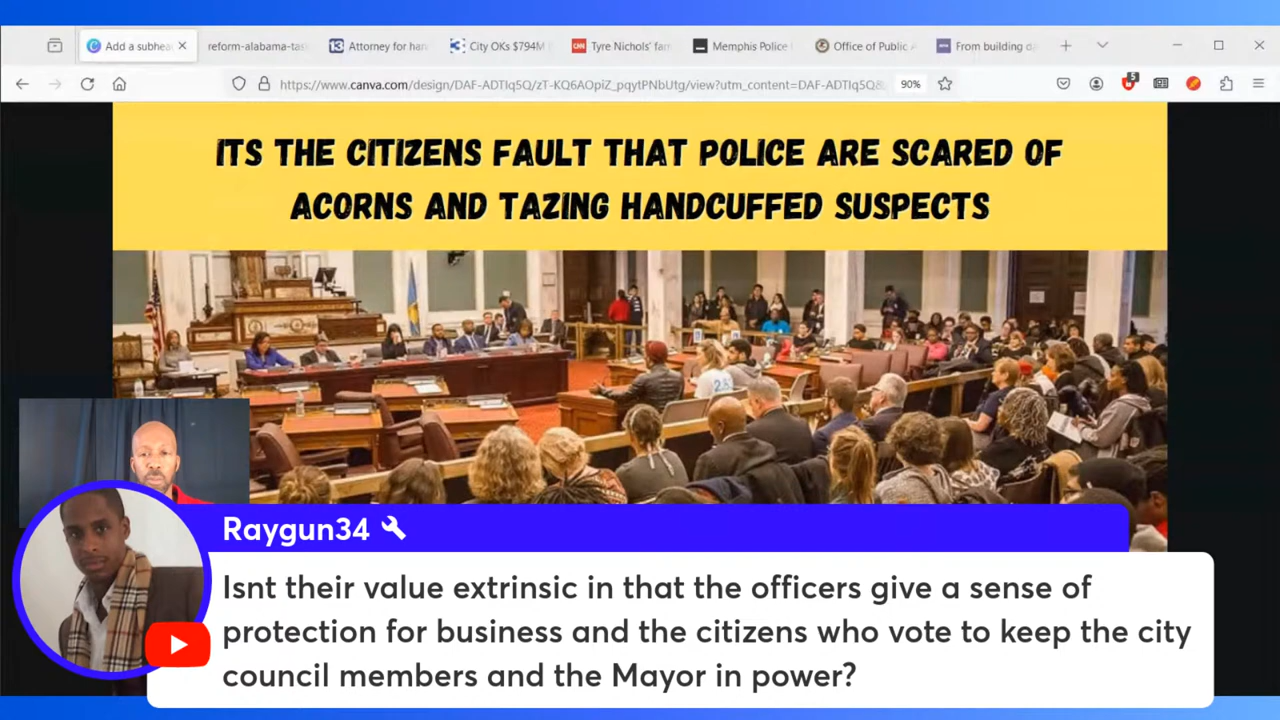 Add a subhea
reform-alabama-tas
Attorney for han
City OKs $794M
Tyre Nichols' fam
Memphis Police
Office of Public A
From building d
https://www.canva.com/design/DAF-ADTIq5Q/zT-KQ6AOpiZ_pqytPNbUtg/view?utm_content=DAF-ADTIq5Q&
90%
5
ITS THE CITIZENS FAULT THAT POLICE ARE SCARED OF
ACORNS AND TAZING HANDCUFFED SUSPECTS
Raygun34
Isnt their value extrinsic in that the officers give a sense of
protection for business and the citizens who vote to keep the city
council members and the Mayor in power?